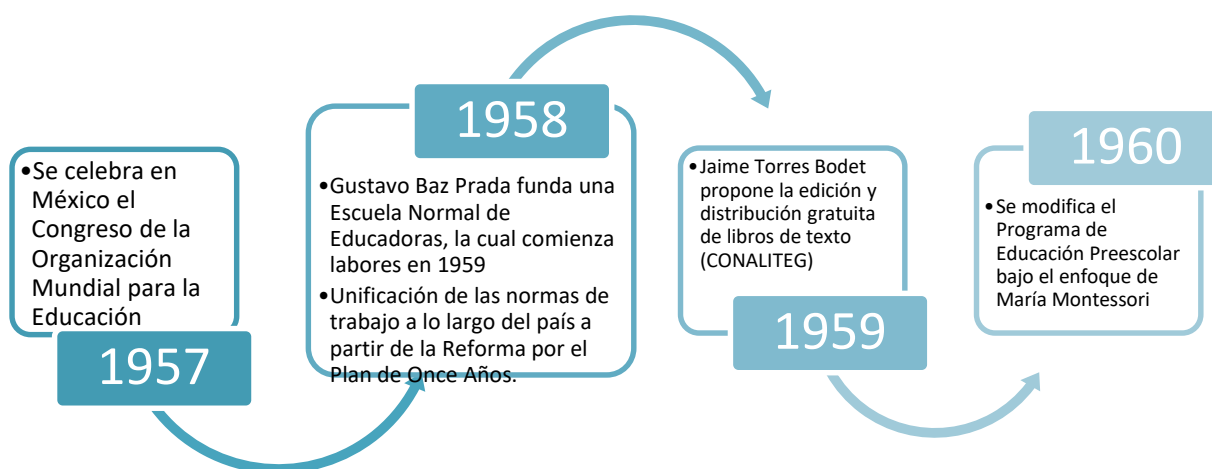 •Se celebra en
México el
Congreso de la
Organización
Mundial para la
Educación
1957
1958
•Gustavo Baz Prada funda una
Escuela Normal de
Educadoras, la cual comienza
labores en 1959
•Unificación de las normas de
trabajo a lo largo del país a
partir de la Reforma por el
Plan de Once Años.
•Jaime Torres Bodet
propone la edición y
distribución gratuita
de libros de texto
(CONALITEG)
1959
1960
•Se modifica el
Programa de
Educación Preescolar
bajo el enfoque de
María Montessori